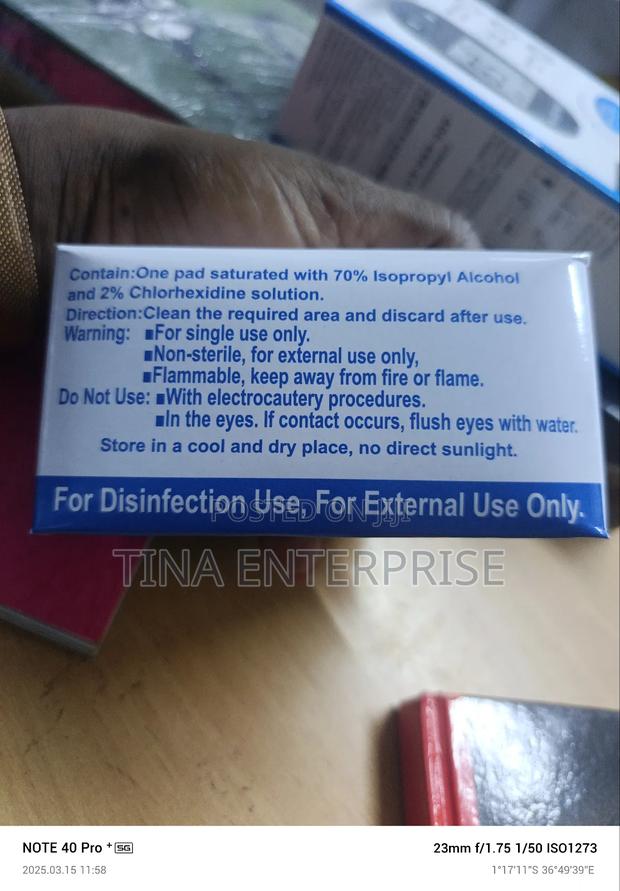 Contain:One pad saturated with 70% Isopropyl Alcohol
and 2% Chlorhexidine solution.
Direction:Clean the required area and discard after use.
Warning: ■For single use only.
■Non-sterile, for external use only,
■Flammable, keep away from fire or flame.
Do Not Use: ■With electrocautery procedures.
■In the eyes. If contact occurs, flush eyes with water.
Store in a cool and dry place, no direct sunlight.
For Disinfection Use, For External Use Only.
POSTED ON JIJI
TINA ENTERPRISE
NOTE 40 Pro+ 5G
23mm f/1.75 1/50 ISO1273
2025.03.15 11:58
1°17'11"S 36°49'39"E